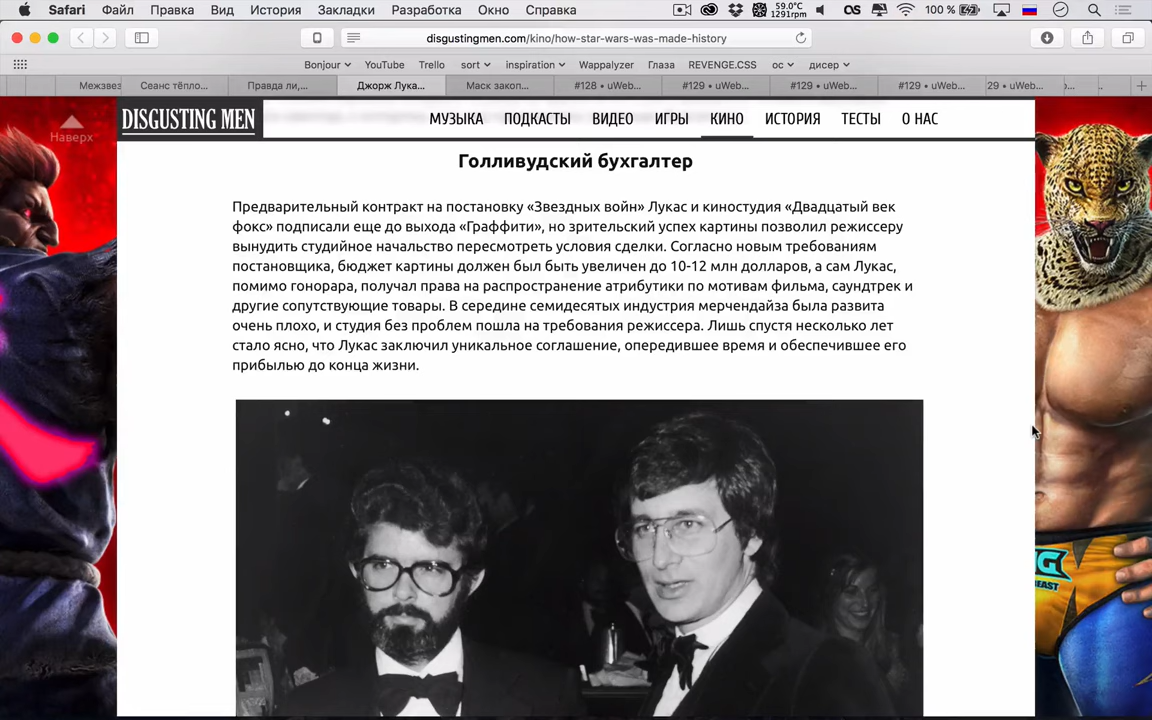 Safari Файл Правка Вид История Закладки Разработка Окно Справка 59.0°C 1291rpm 100 %
disgustingmen.com/kino/how-star-wars-was-made-history
Bonjour YouTube Trello sort inspiration Wappalyzer Глаза REVENGE.CSS ос дисер
Межзвез Сеанс тёпло... Правда ли,... Джорж Лука... Маск закоп... #128 • uWeb... #129 • uWeb... #129 • uWeb... #129 • uWeb... 29 • uWeb...
Наверх
DISGUSTING MEN МУЗЫКА ПОДКАСТЫ ВИДЕО ИГРЫ КИНО ИСТОРИЯ ТЕСТЫ О НАС
Голливудский бухгалтер
Предварительный контракт на постановку «Звездных войн» Лукас и киностудия «Двадцатый век
фокс» подписали еще до выхода «Граффити», но зрительский успех картины позволил режиссеру
вынудить студийное начальство пересмотреть условия сделки. Согласно новым требованиям
постановщика, бюджет картины должен был быть увеличен до 10-12 млн долларов, а сам Лукас,
помимо гонорара, получал права на распространение атрибутики по мотивам фильма, саундтрек и
другие сопутствующие товары. В середине семидесятых индустрия мерчендайза была развита
очень плохо, и студия без проблем пошла на требования режиссера. Лишь спустя несколько лет
стало ясно, что Лукас заключил уникальное соглашение, опередившее время и обеспечившее его
прибылью до конца жизни.